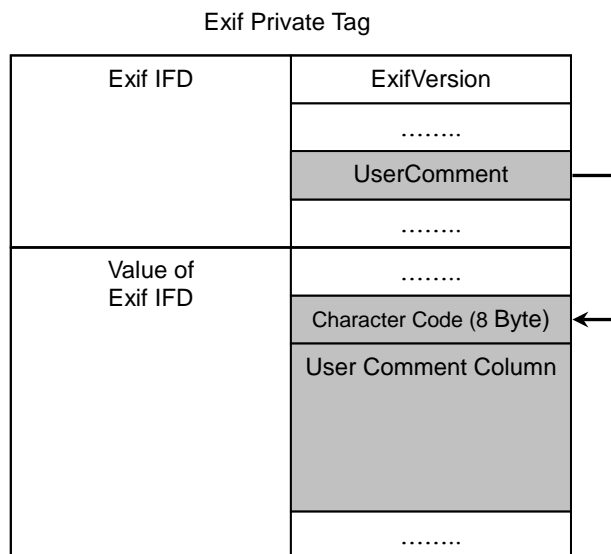 Exif Private Tag
Exif IFD
ExifVersion
........
UserComment
........
Value of
Exif IFD
........
Character Code (8 Byte)
User Comment Column
........